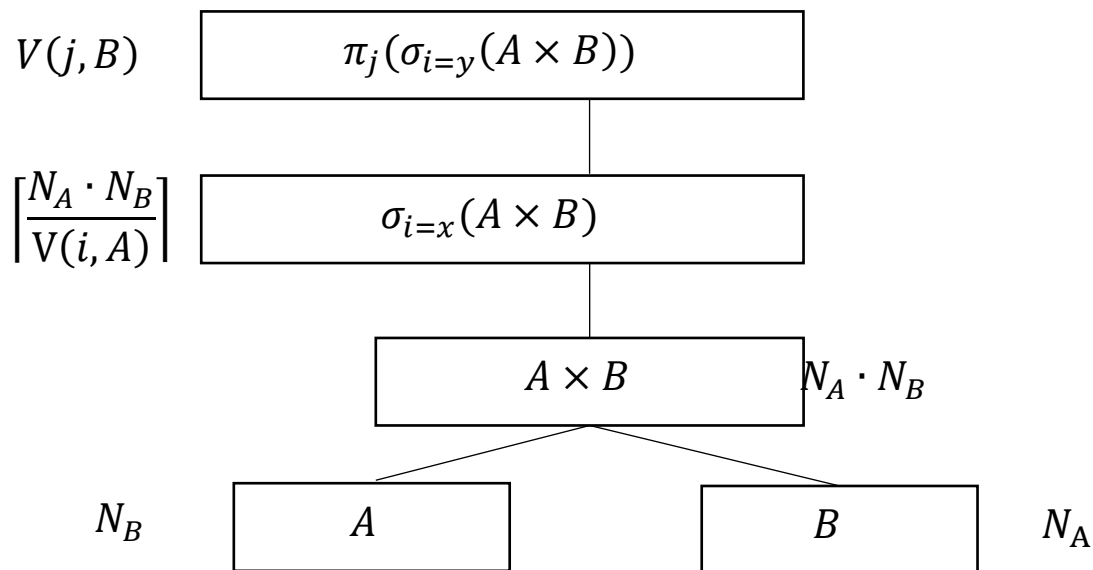 V(j, B) π_j(σ_{i=y}(A × B))
⌈N_A · N_B / V(i, A)⌉ σ_{i=x}(A × B)
A × B N_A · N_B
N_B A B N_A